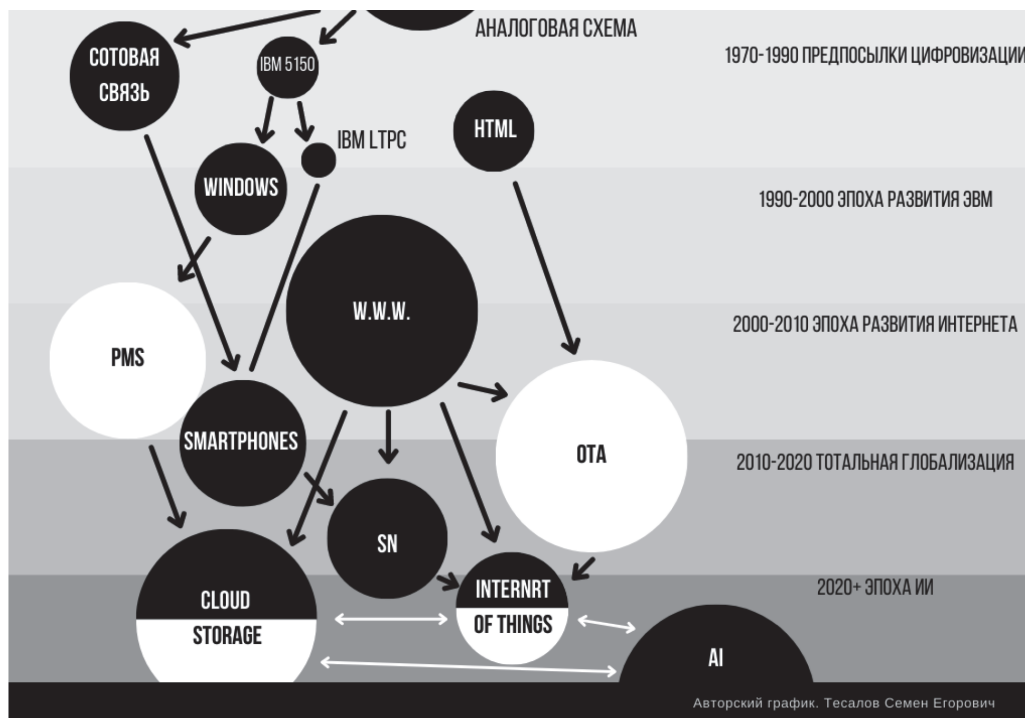 АНАЛОГОВАЯ СХЕМА
1970-1990 ПРЕДПОСЫЛКИ ЦИФРОВИЗАЦИИ
СОТОВАЯ
СВЯЗЬ
IBM 5150
HTML
IBM LTPC
WINDOWS
1990-2000 ЭПОХА РАЗВИТИЯ ЭВМ
W.W.W.
2000-2010 ЭПОХА РАЗВИТИЯ ИНТЕРНЕТА
PMS
SMARTPHONES
OTA
2010-2020 ТОТАЛЬНАЯ ГЛОБАЛИЗАЦИЯ
SN
2020+ ЭПОХА ИИ
CLOUD
STORAGE
INTERNRT
OF THINGS
AI
Авторский график. Тесалов Семен Егорович